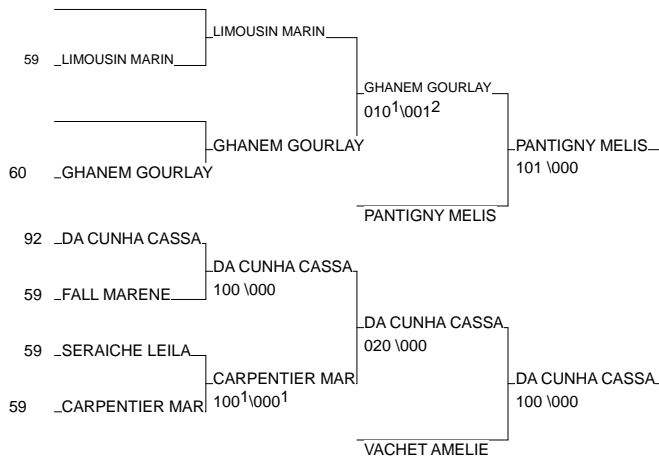 LIMOUSIN MARIN
59 LIMOUSIN MARIN
GHANEM GOURLAY
010¹\001²
GHANEM GOURLAY
PANTIGNY MELIS
101 \000
60 GHANEM GOURLAY
PANTIGNY MELIS
92 DA CUNHA CASSA
DA CUNHA CASSA
100 \000
59 FALL MARENE
DA CUNHA CASSA
020 \000
59 SERAICHE LEILA
CARPENTIER MAR
100¹\000¹
DA CUNHA CASSA
100 \000
59 CARPENTIER MAR
VACHET AMELIE